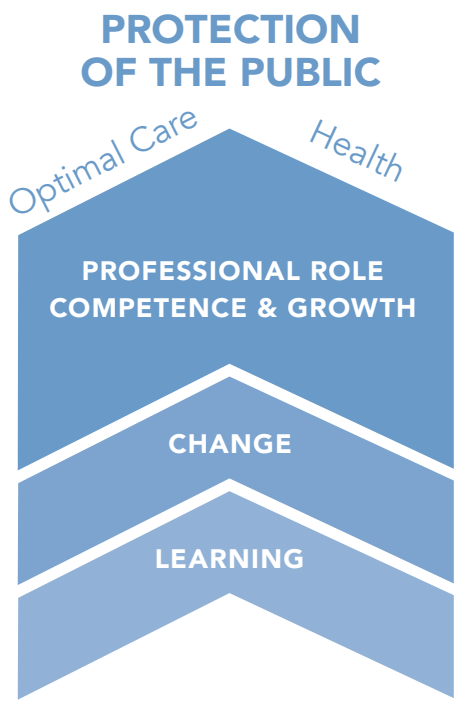 PROTECTION
OF THE PUBLIC
Optimal Care
Health
PROFESSIONAL ROLE
COMPETENCE & GROWTH
CHANGE
LEARNING